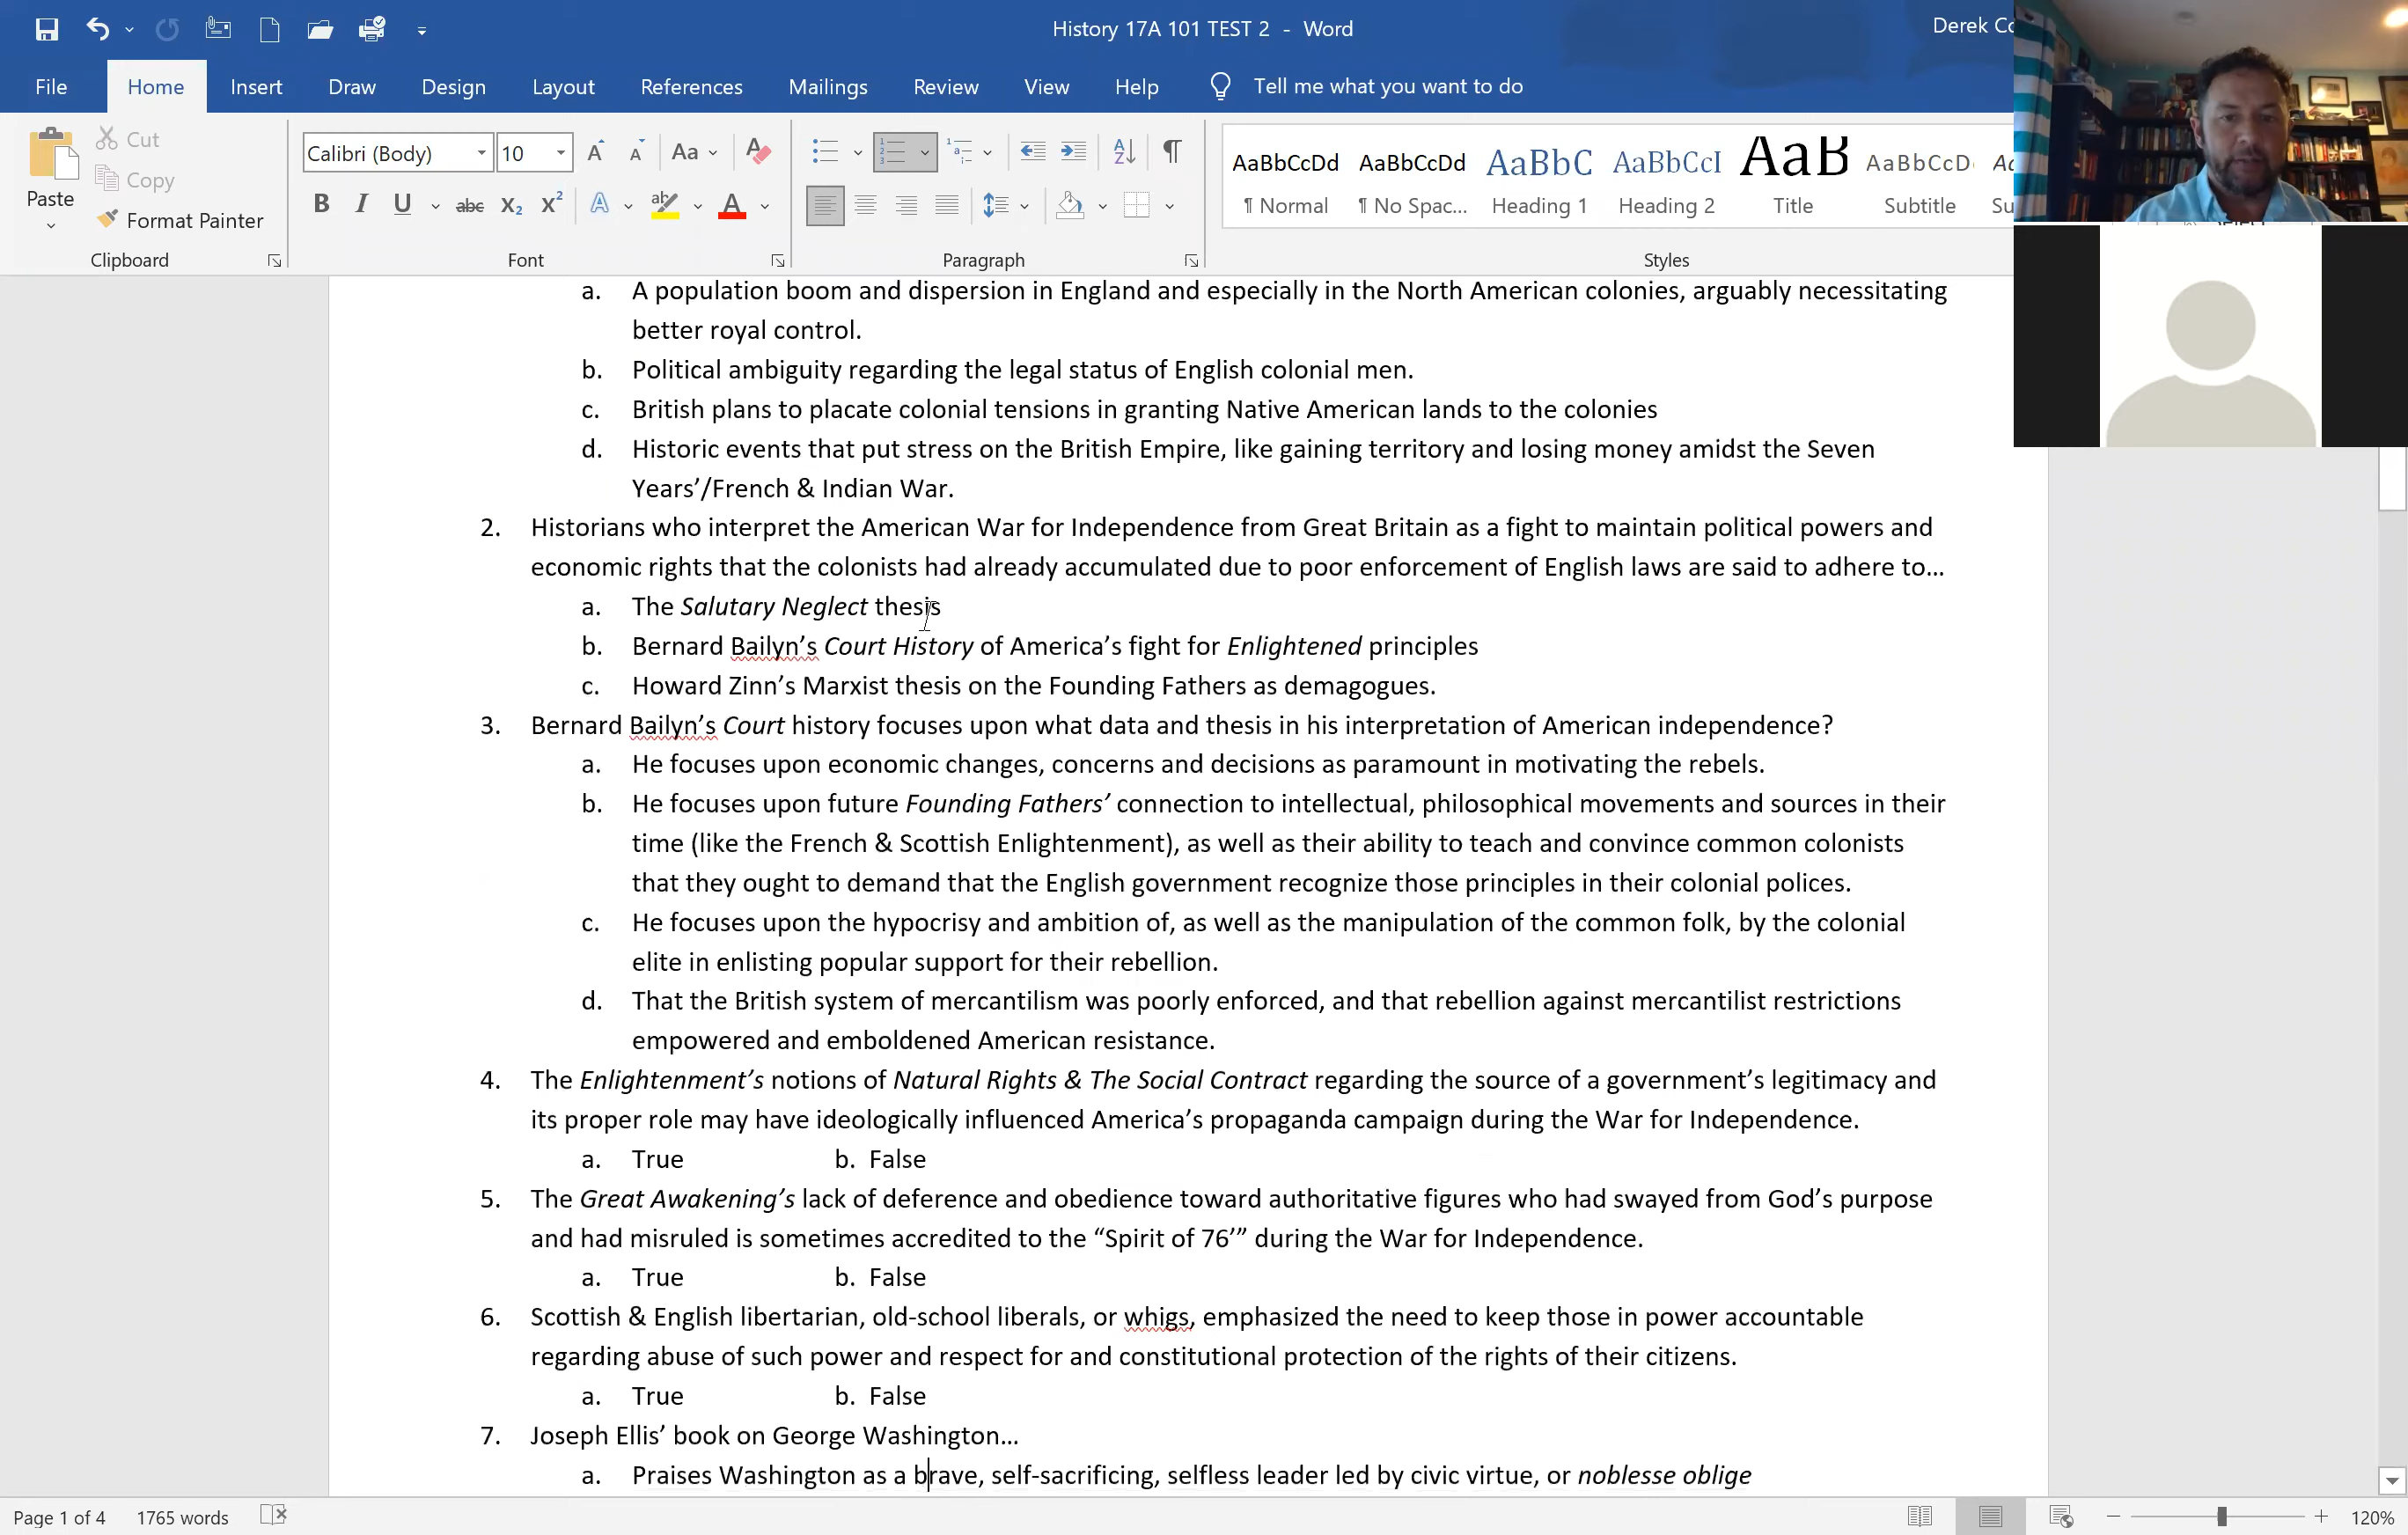 History 17A 101 TEST 2 - Word
Derek Co
File Home Insert Draw Design Layout References Mailings Review View Help Tell me what you want to do
Paste
Cut
Copy
Format Painter
Calibri (Body) 10
AaBbCcDd AaBbCcDd AaBbC AaBbCcI AaB AaBbCcD
¶ Normal ¶ No Spac... Heading 1 Heading 2 Title Subtitle Su
Clipboard Font Paragraph Styles
a. A population boom and dispersion in England and especially in the North American colonies, arguably necessitating
better royal control.
b. Political ambiguity regarding the legal status of English colonial men.
c. British plans to placate colonial tensions in granting Native American lands to the colonies
d. Historic events that put stress on the British Empire, like gaining territory and losing money amidst the Seven
Years’/French & Indian War.
2. Historians who interpret the American War for Independence from Great Britain as a fight to maintain political powers and
economic rights that the colonists had already accumulated due to poor enforcement of English laws are said to adhere to…
a. The Salutary Neglect thesis
b. Bernard Bailyn’s Court History of America’s fight for Enlightened principles
c. Howard Zinn’s Marxist thesis on the Founding Fathers as demagogues.
3. Bernard Bailyn’s Court history focuses upon what data and thesis in his interpretation of American independence?
a. He focuses upon economic changes, concerns and decisions as paramount in motivating the rebels.
b. He focuses upon future Founding Fathers’ connection to intellectual, philosophical movements and sources in their
time (like the French & Scottish Enlightenment), as well as their ability to teach and convince common colonists
that they ought to demand that the English government recognize those principles in their colonial polices.
c. He focuses upon the hypocrisy and ambition of, as well as the manipulation of the common folk, by the colonial
elite in enlisting popular support for their rebellion.
d. That the British system of mercantilism was poorly enforced, and that rebellion against mercantilist restrictions
empowered and emboldened American resistance.
4. The Enlightenment’s notions of Natural Rights & The Social Contract regarding the source of a government’s legitimacy and
its proper role may have ideologically influenced America’s propaganda campaign during the War for Independence.
a. True b. False
5. The Great Awakening’s lack of deference and obedience toward authoritative figures who had swayed from God’s purpose
and had misruled is sometimes accredited to the “Spirit of 76’” during the War for Independence.
a. True b. False
6. Scottish & English libertarian, old-school liberals, or whigs, emphasized the need to keep those in power accountable
regarding abuse of such power and respect for and constitutional protection of the rights of their citizens.
a. True b. False
7. Joseph Ellis’ book on George Washington…
a. Praises Washington as a brave, self-sacrificing, selfless leader led by civic virtue, or noblesse oblige
Page 1 of 4 1765 words 120%